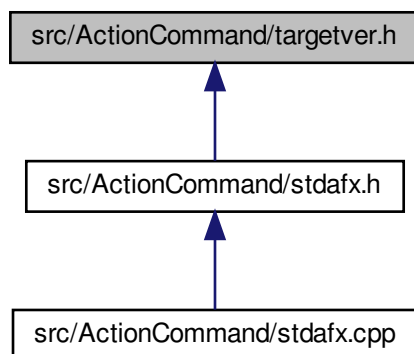 src/ActionCommand/targetver.h
src/ActionCommand/stdafx.h
src/ActionCommand/stdafx.cpp